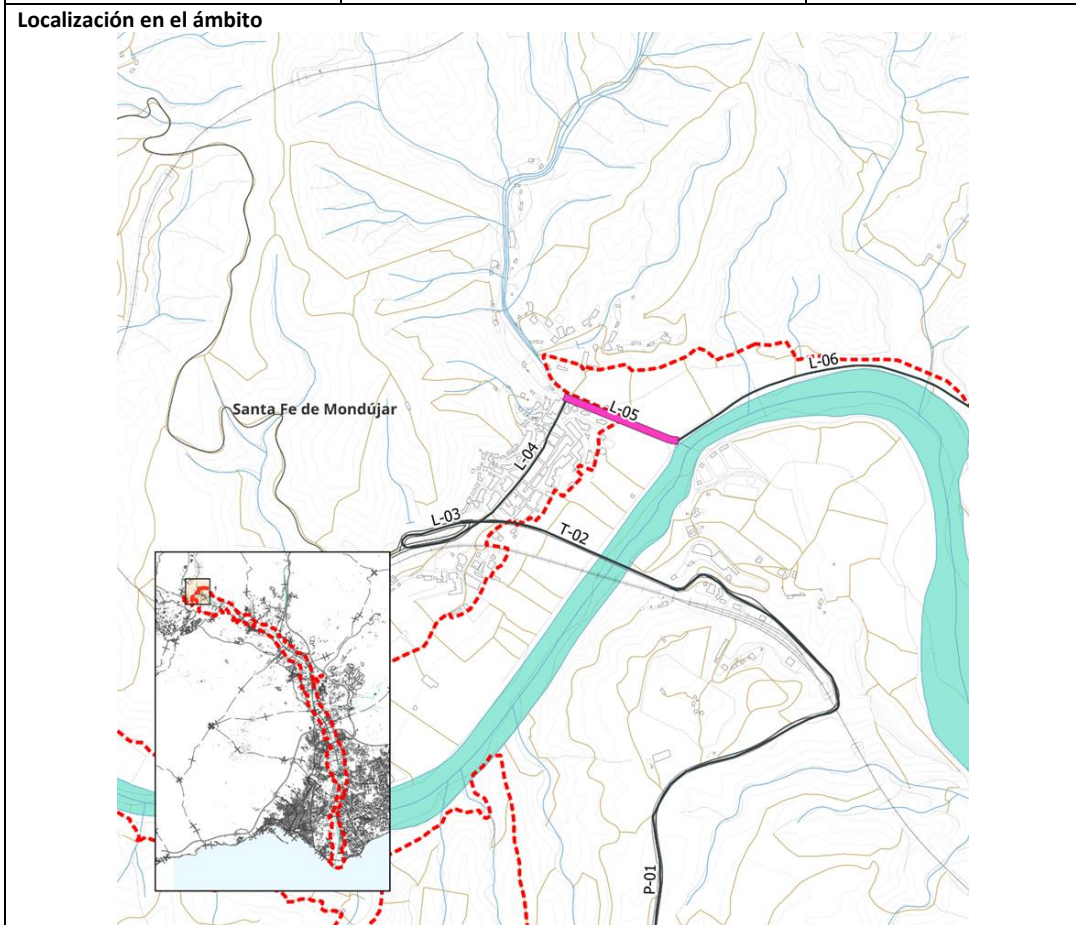 Localización en el ámbito
L-06
L-05
Santa Fe de Mondújar
L-04
L-03
T-02
P-01